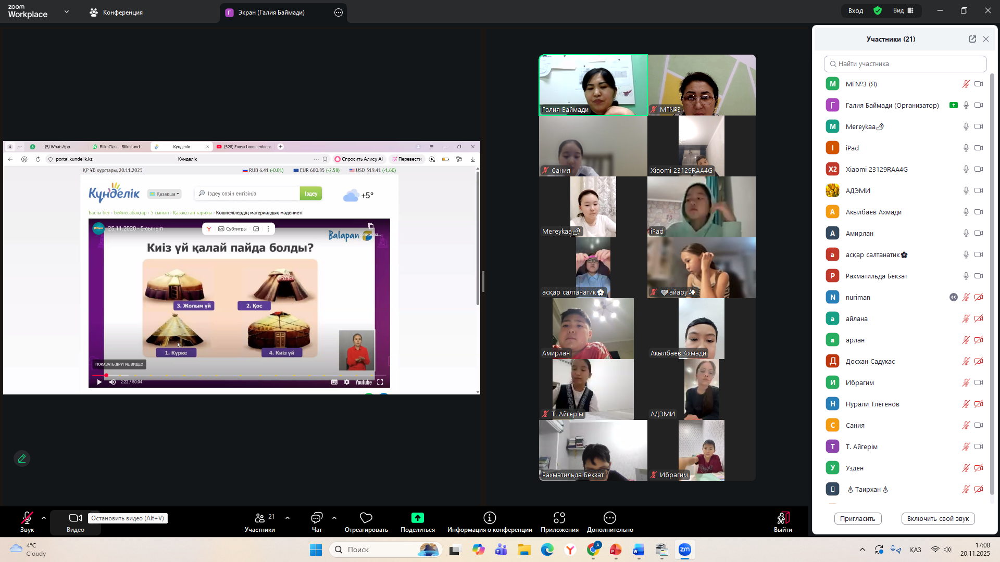 zoom
Workplace
Конференция
Экран (Галия Баймади)
Вход
Вид
(5) WhatsApp
BilimClass - BilimLand
Күнделік
(528) Ежелгі көшпелілер
portal.kundelik.kz
Күнделік
Спросить Алису AI
Перевести
ҚР ҰБ курстары, 20.11.2025
RUB 6.41 (-0.01)
EUR 600.85 (-2.58)
USD 519.41 (-1.60)
Күнделік
Қазақша
Іздеу сөзін енгізіңіз
Іздеу
+5°
Басты бет › Бейнесабақтар › 5 сынып › Қазақстан тарихы › Көшпелілердің материалдық мәдениеті
25.11.2020 - 5-сынып
Субтитры
Balapan
Киіз үй қалай пайда болды?
3. Жолым үй
2. Қос
1. Күрке
4. Киіз үй
ПОКАЗАТЬ ДРУГИЕ ВИДЕО
2:22 / 50:04
YouTube
Галия Баймади
МГ№3
Сания
Xiaomi 23129RAA4G
Mereykaa
iPad
асқар салтанатик
айару
Амирлан
Акылбаев Ахмади
Т. Айгерім
АДЭМИ
Рахматильда Бекзат
Ибрагим
Участники (21)
Найти участника
М МГ№3 (Я)
Г Галия Баймади (Организатор)
M Mereykaa
I iPad
X2 Xiaomi 23129RAA4G
АДЭМИ
А Акылбаев Ахмади
А Амирлан
а асқар салтанатик
Р Рахматильда Бекзат
N nuriman
а айлана
а арлан
Д Досхан Садукас
И Ибрагим
Н Нурали Тлегенов
С Сания
Т Т. Айгерім
У Узден
Таирхан
Пригласить
Включить свой звук
Звук
Видео
Остановить видео (Alt+V)
21
Участники
Чат
Отреагировать
Поделиться
Информация о конференции
Приложения
Дополнительно
Выйти
4°C
Cloudy
Поиск
ҚАЗ
17:08
20.11.2025